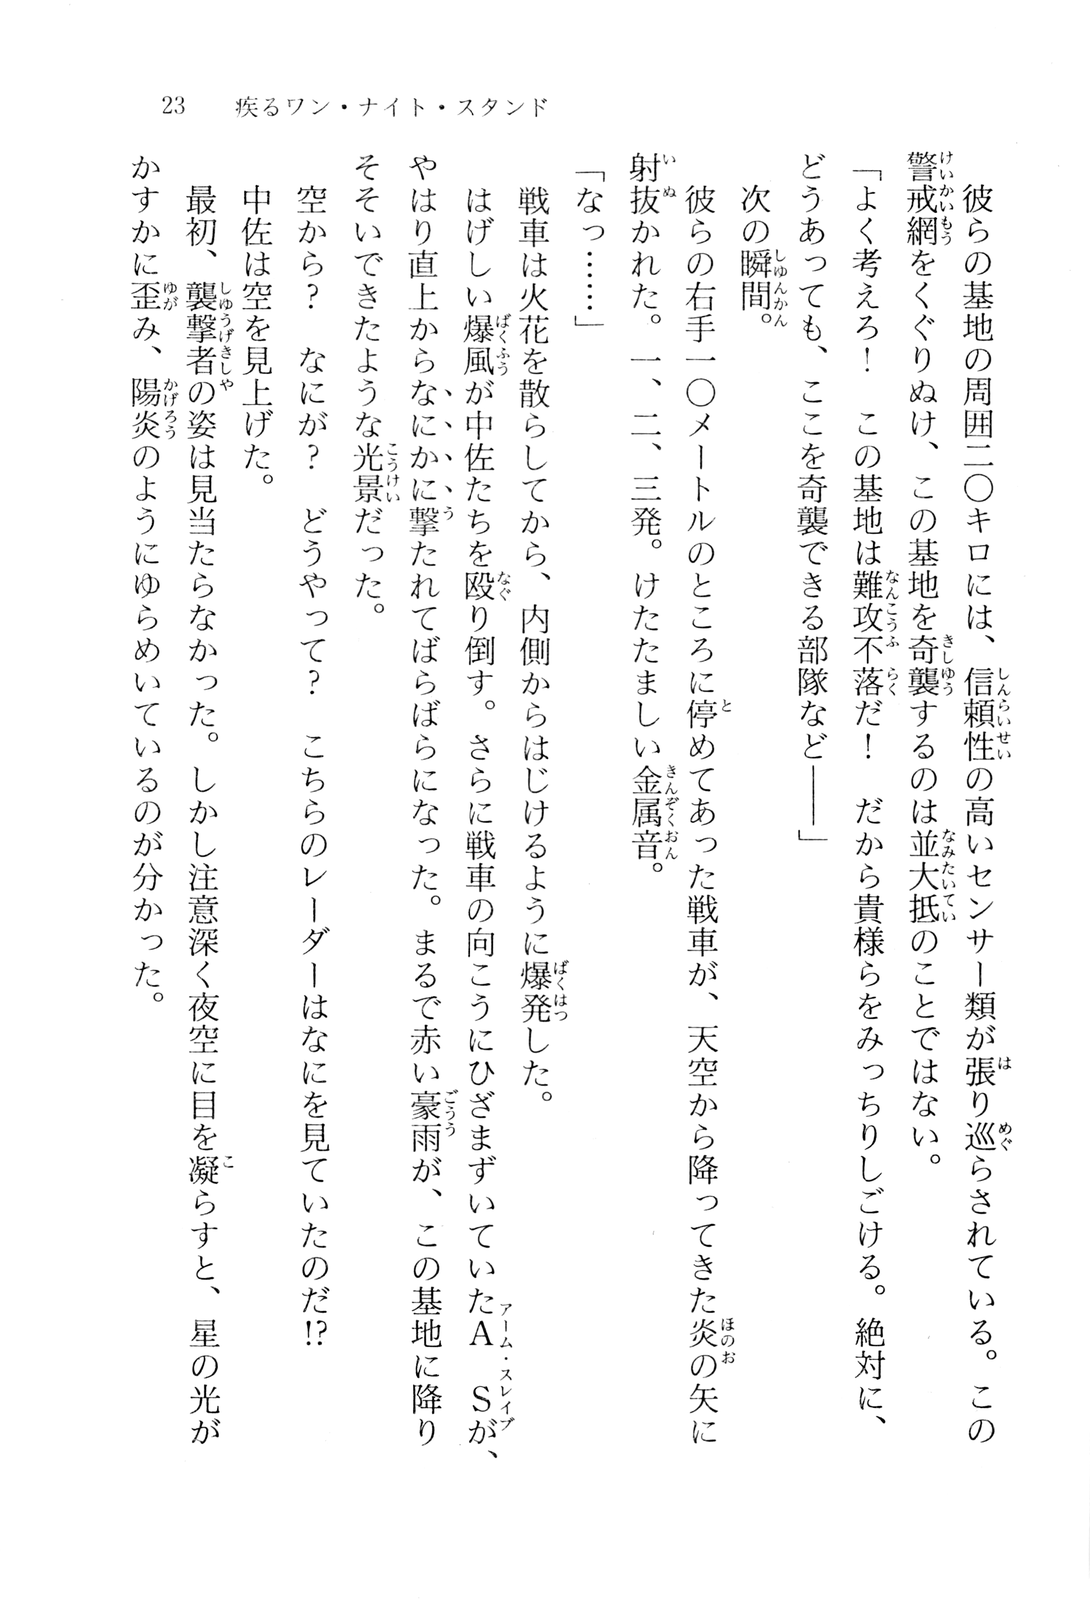 23　疾るワン・ナイト・スタンド
　彼らの基地の周囲二〇キロには、信頼性の高いセンサー類が張り巡らされている。この
警戒網をくぐりぬけ、この基地を奇襲するのは並大抵のことではない。
「よく考えろ！　この基地は難攻不落だ！　だから貴様らをみっちりしごける。絶対に、
どうあっても、ここを奇襲できる部隊など――」
　次の瞬間。
　彼らの右手一〇メートルのところに停めてあった戦車が、天空から降ってきた炎の矢に
射抜かれた。一、二、三発。けたたましい金属音。
「なっ……」
　戦車は火花を散らしてから、内側からはじけるように爆発した。
　はげしい爆風が中佐たちを殴り倒す。さらに戦車の向こうにひざまずいていたＡＳが、
やはり直上からなにかに撃たれてばらばらになった。まるで赤い豪雨が、この基地に降り
そそいできたような光景だった。
　空から？　なにが？　どうやって？　こちらのレーダーはなにを見ていたのだ!?
　中佐は空を見上げた。
　最初、襲撃者の姿は見当たらなかった。しかし注意深く夜空に目を凝らすと、星の光が
かすかに歪み、陽炎のようにゆらめいているのが分かった。